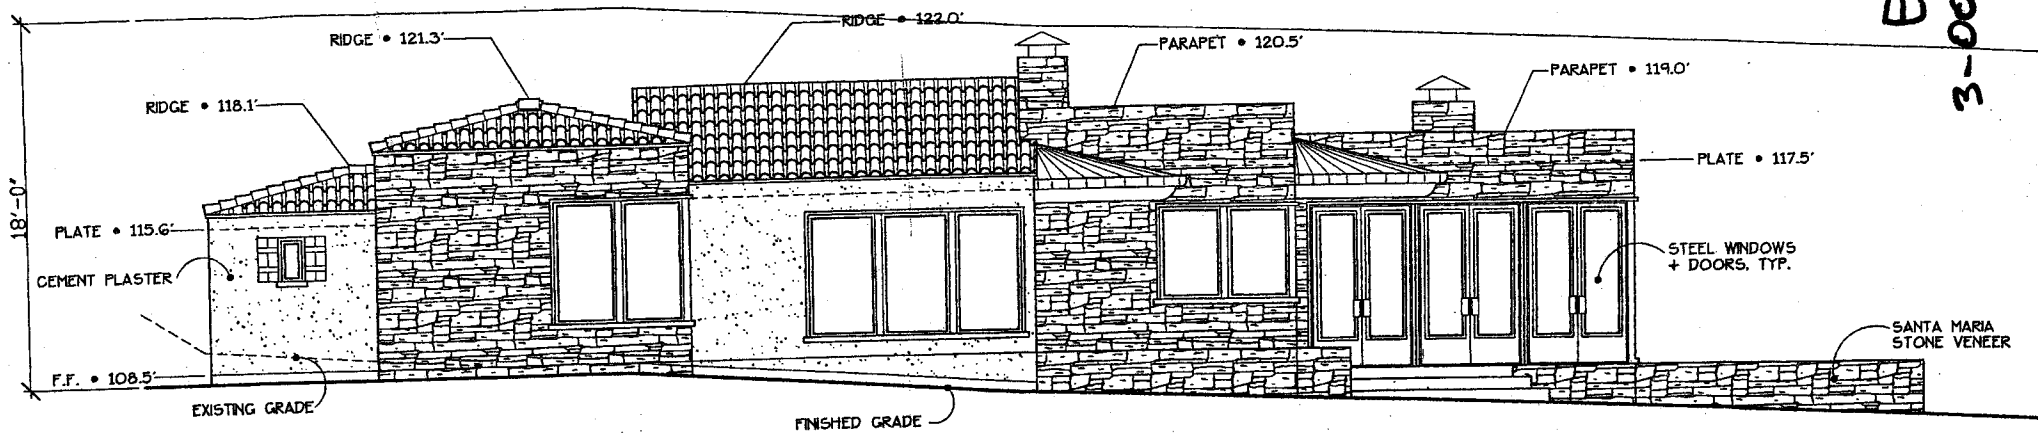 RIDGE • 122.0'
RIDGE • 121.3'
PARAPET • 120.5'
PARAPET • 119.0'
RIDGE • 118.1'
PLATE • 117.5'
18'-0"
PLATE • 115.6'
CEMENT PLASTER
STEEL WINDOWS
+ DOORS, TYP.
SANTA MARIA
STONE VENEER
F.F. • 108.5'
EXISTING GRADE
FINISHED GRADE